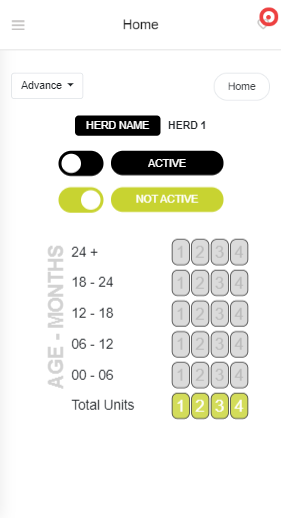 Home
Advance
Home
HERD NAME HERD 1
ACTIVE
NOT ACTIVE
AGE - MONTHS
24 + 1 2 3 4
18 - 24 1 2 3 4
12 - 18 1 2 3 4
06 - 12 1 2 3 4
00 - 06 1 2 3 4
Total Units 1 2 3 4